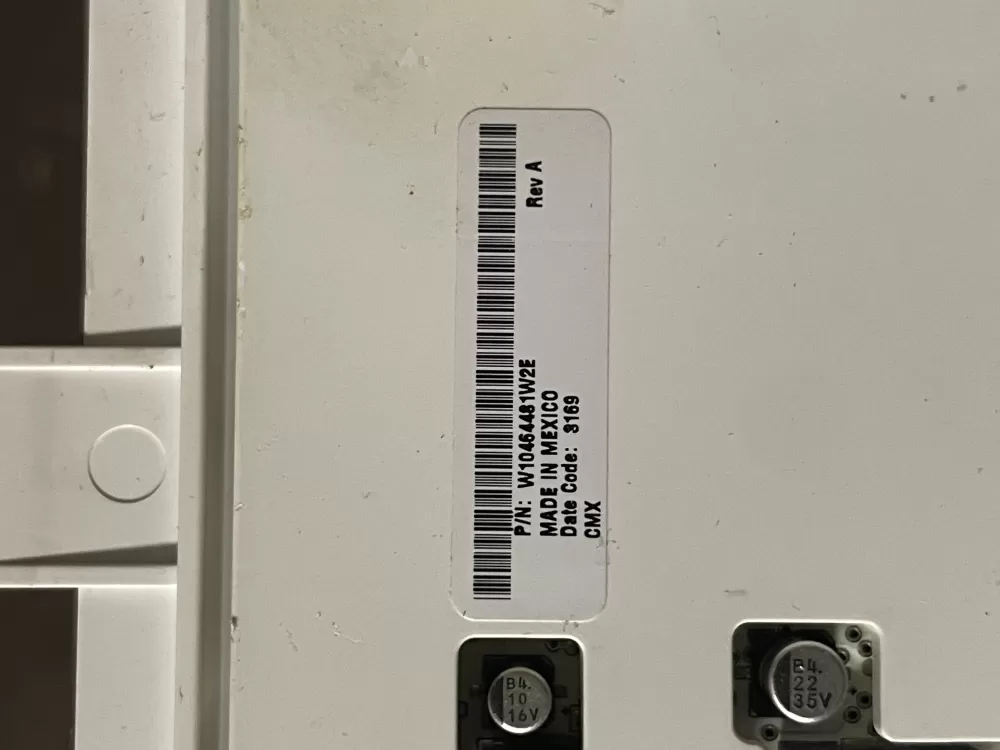 Rev A
P/N: W10464481W2E
MADE IN MEXICO
Date Code: 3169
CMX
B4.
10
16V
B4.
22
35V